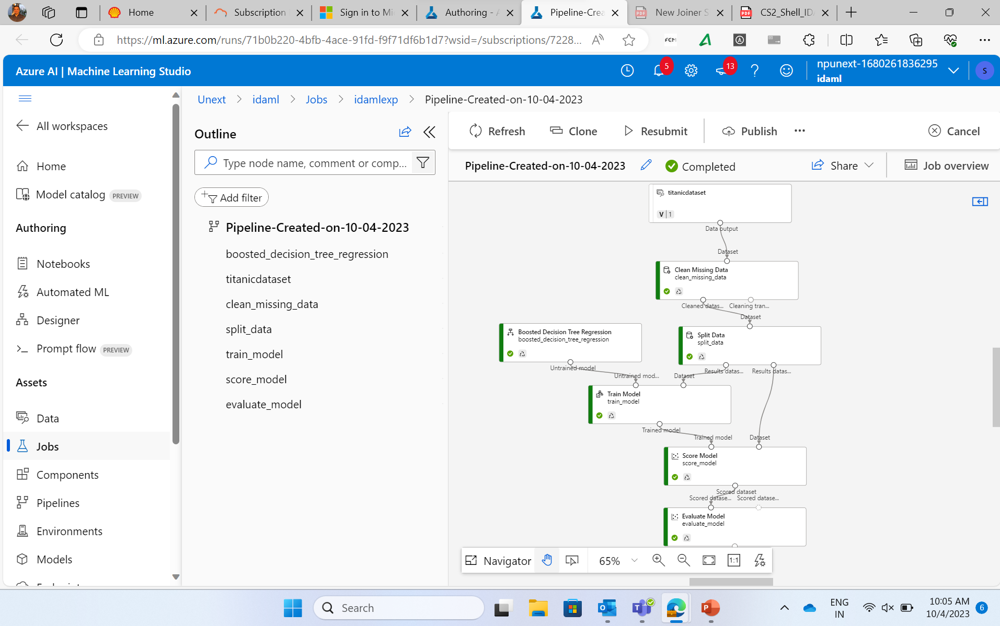 Home
Subscription
Sign in to Mi
Authoring - A
Pipeline-Crea
New Joiner S
CS2_Shell_ID
https://ml.azure.com/runs/71b0b220-4bfb-4ace-91fd-f9f71df6b1d7?wsid=/subscriptions/7228...
FCM
Azure AI | Machine Learning Studio
5
13
npunext-1680261836295
idaml
S
All workspaces
Home
Model catalog PREVIEW
Authoring
Notebooks
Automated ML
Designer
Prompt flow PREVIEW
Assets
Data
Jobs
Components
Pipelines
Environments
Models
Unext > idaml > Jobs > idamlexp > Pipeline-Created-on-10-04-2023
Outline
Type node name, comment or comp...
Add filter
Pipeline-Created-on-10-04-2023
boosted_decision_tree_regression
titanicdataset
clean_missing_data
split_data
train_model
score_model
evaluate_model
Refresh Clone Resubmit Publish ... Cancel
Pipeline-Created-on-10-04-2023 Completed Share Job overview
titanicdataset
V | 1
Data output
Dataset
Clean Missing Data
clean_missing_data
Cleaned datas... Cleaning tran...
Dataset
Boosted Decision Tree Regression
boosted_decision_tree_regression
Split Data
split_data
Untrained model
Results datas... Results datas...
Untrained mod... Dataset
Train Model
train_model
Trained model
Trained model Dataset
Score Model
score_model
Scored dataset
Scored datase... Scored datase...
Evaluate Model
evaluate_model
Navigator 65% 1:1
Search
ENG
IN
10:05 AM
10/4/2023
6